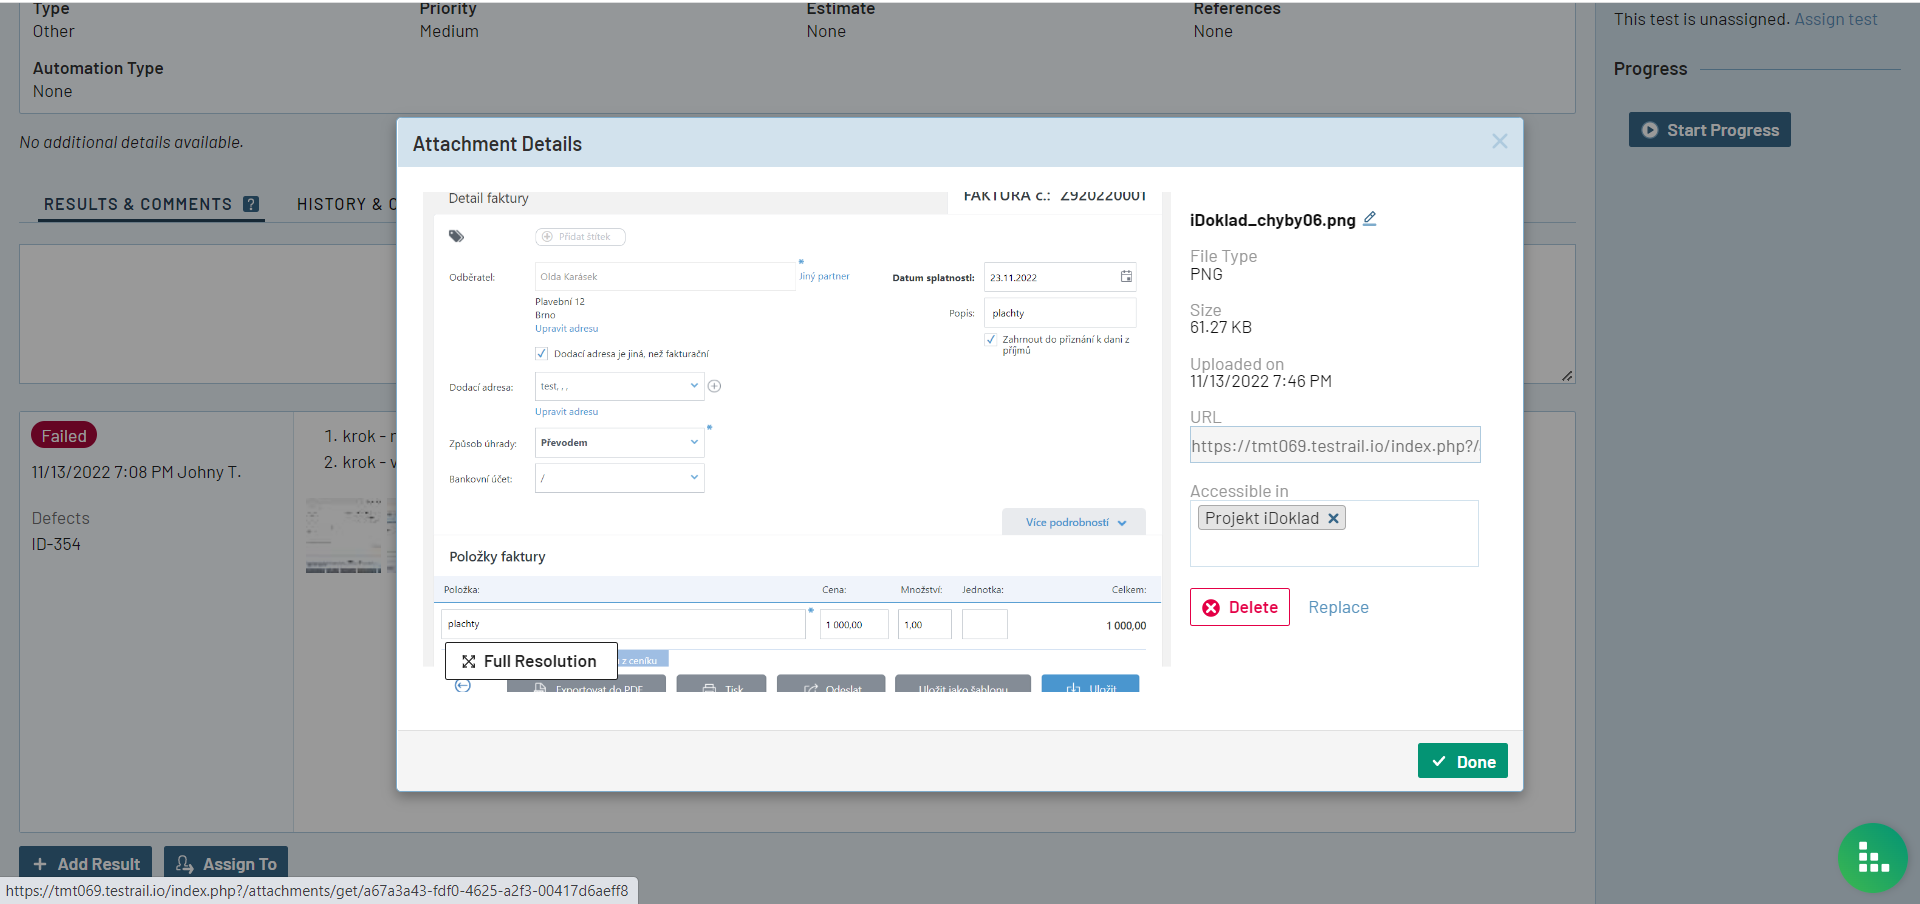 Type
Other
Priority
Medium
Estimate
None
References
None
Automation Type
None
No additional details available.
RESULTS & COMMENTS ?
HISTORY & C
This test is unassigned. Assign test
Progress
Start Progress
Attachment Details
Detail faktury
FAKTURA č.: 2920220001
Přidat štítek
Odběratel:
Olda Karásek
*
Jiný partner
Plavební 12
Brno
Upravit adresu
Dodací adresa je jiná, než fakturační
Datum splatnosti:
23.11.2022
Popis:
plachty
Zahrnout do přiznání k dani z
příjmů
Dodací adresa:
test, , ,
Upravit adresu
Způsob úhrady:
Převodem
*
Bankovní účet:
/
Více podrobností
Položky faktury
Položka:
Cena:
Množství:
Jednotka:
Celkem:
plachty
*
1 000,00
1,00
1 000,00
Full Resolution
z ceníku
Exportovat do PDF
Tisk
Odeslat
Uložit jako šablonu
Uložit
iDoklad_chyby06.png
File Type
PNG
Size
61.27 KB
Uploaded on
11/13/2022 7:46 PM
URL
https://tmt069.testrail.io/index.php?/
Accessible in
Projekt iDoklad
Delete
Replace
Done
Failed
11/13/2022 7:08 PM Johny T.
Defects
ID-354
1. krok -
2. krok -
Add Result
Assign To
https://tmt069.testrail.io/index.php?/attachments/get/a67a3a43-fdf0-4625-a2f3-00417d6aeff8